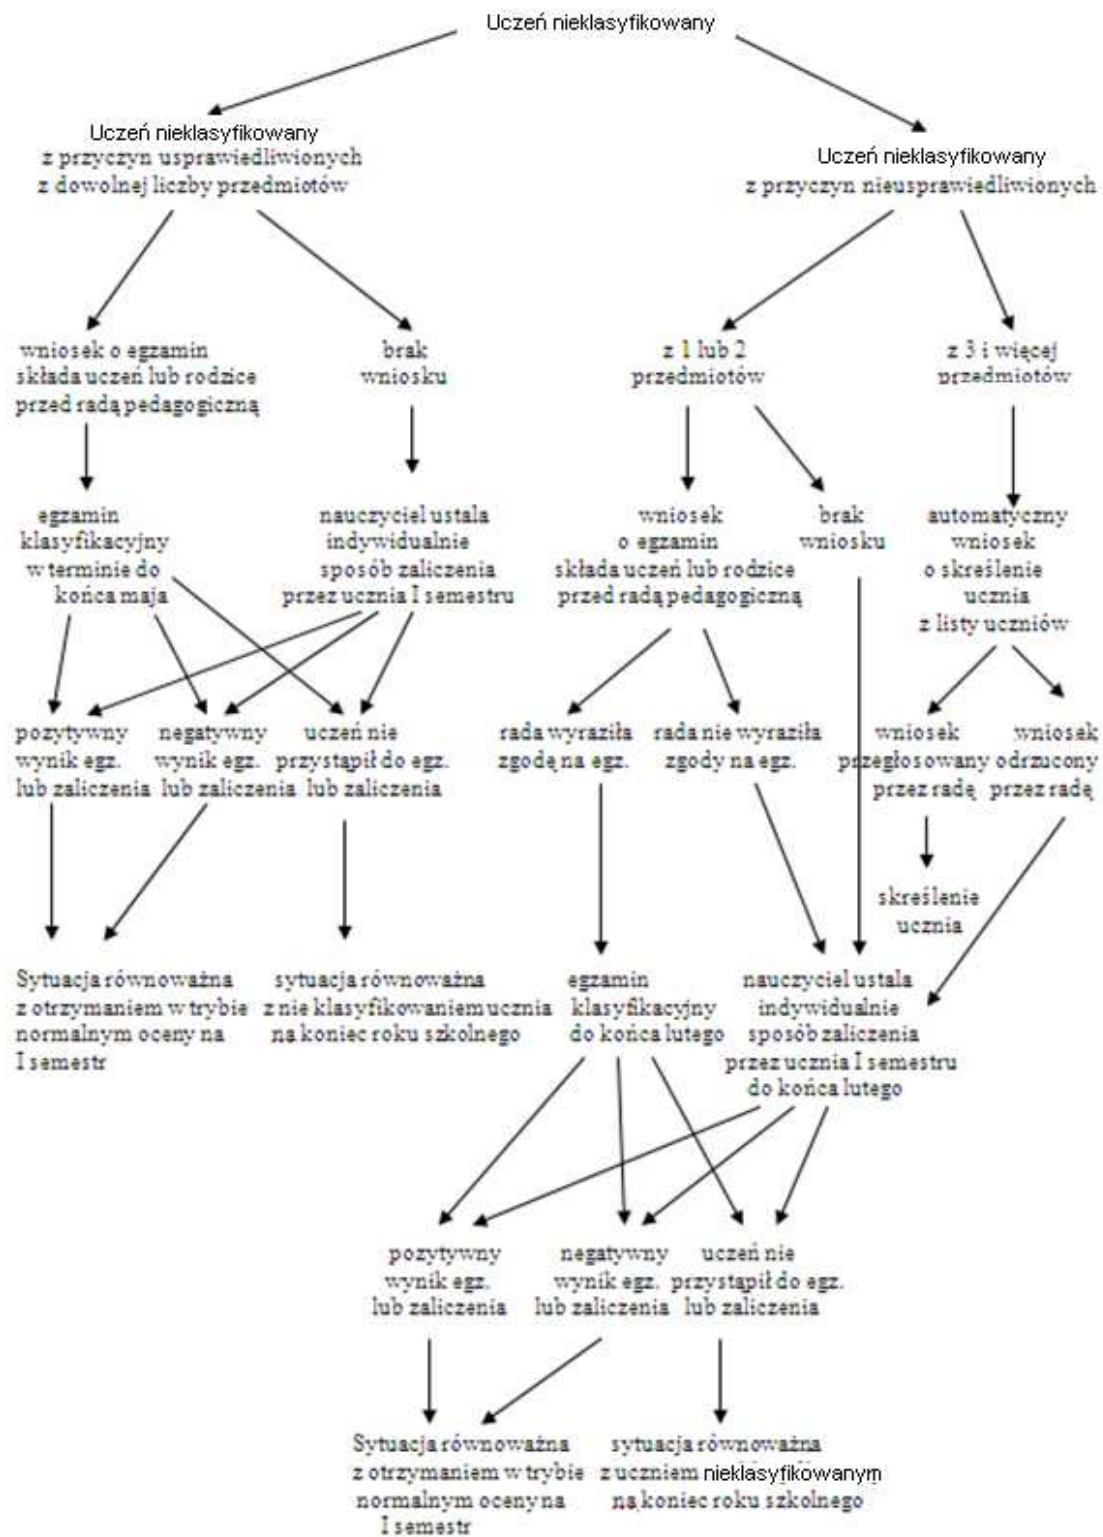 Uczeń nieklasyfikowany
Uczeń nieklasyfikowany
z przyczyn usprawiedliwionych
z dowolnej liczby przedmiotów
Uczeń nieklasyfikowany
z przyczyn nieusprawiedliwionych
wniosek o egzamin
składa uczeń lub rodzice
przed radą pedagogiczną
brak
wniosku
z 1 lub 2
przedmiotów
z 3 i więcej
przedmiotów
egzamin
klasyfikacyjny
w terminie do
końca maja
nauczyciel ustala
indywidualnie
sposób zaliczenia
przez ucznia I semestru
wniosek
o egzamin
składa uczeń lub rodzice
przed radą pedagogiczną
brak
wniosku
automatyczny
wniosek
o skreślenie
ucznia
z listy uczniów
pozytywny
wynik egz.
lub zaliczenia
negatywny
wynik egz.
lub zaliczenia
uczeń nie
przystąpił do egz.
lub zaliczenia
rada wyraziła
zgodę na egz.
rada nie wyraziła
zgody na egz.
wniosek
przegłosowany
przez radę
wniosek
odrzucony
przez radę
skreślenie
ucznia
Sytuacja równoważna
z otrzymaniem w trybie
normalnym oceny na
I semestr
sytuacja równoważna
z nie klasyfikowaniem ucznia
na koniec roku szkolnego
egzamin
klasyfikacyjny
do końca lutego
nauczyciel ustala
indywidualnie
sposób zaliczenia
przez ucznia I semestru
do końca lutego
pozytywny
wynik egz.
lub zaliczenia
negatywny
wynik egz.
lub zaliczenia
uczeń nie
przystąpił do egz.
lub zaliczenia
Sytuacja równoważna
z otrzymaniem w trybie
normalnym oceny na
I semestr
sytuacja równoważna
z uczniem nieklasyfikowanym
na koniec roku szkolnego